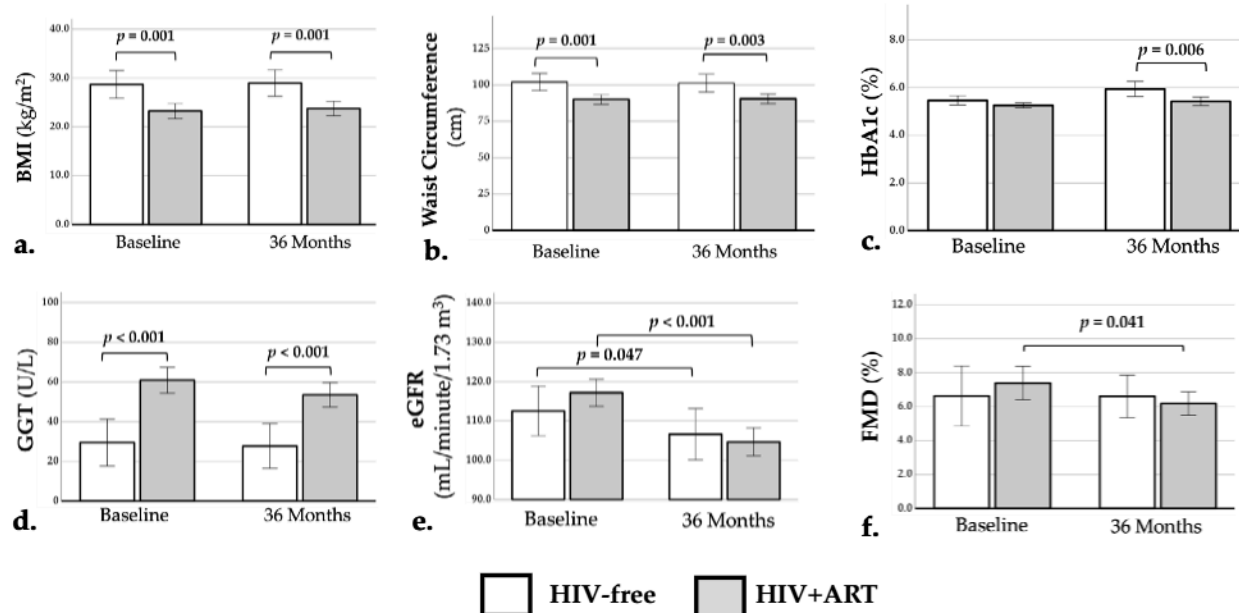 40.0
30.0
20.0
10.0
0.0
BMI (kg/m²)
p = 0.001
p = 0.001
Baseline
36 Months
a.
125
100
75
50
25
0
Waist Circumference
(cm)
p = 0.001
p = 0.003
Baseline
36 Months
b.
8.0
6.0
4.0
2.0
0.0
HbA1c (%)
p = 0.006
Baseline
36 Months
c.
100
80
60
40
20
0
GGT (U/L)
p < 0.001
p < 0.001
Baseline
36 Months
d.
140.0
130.0
120.0
110.0
100.0
90.0
eGFR
(mL/minute/1.73 m³)
p < 0.001
p = 0.047
Baseline
36 Months
e.
12.0
10.0
8.0
6.0
4.0
2.0
0.0
FMD (%)
p = 0.041
Baseline
36 Months
f.
HIV-free
HIV+ART